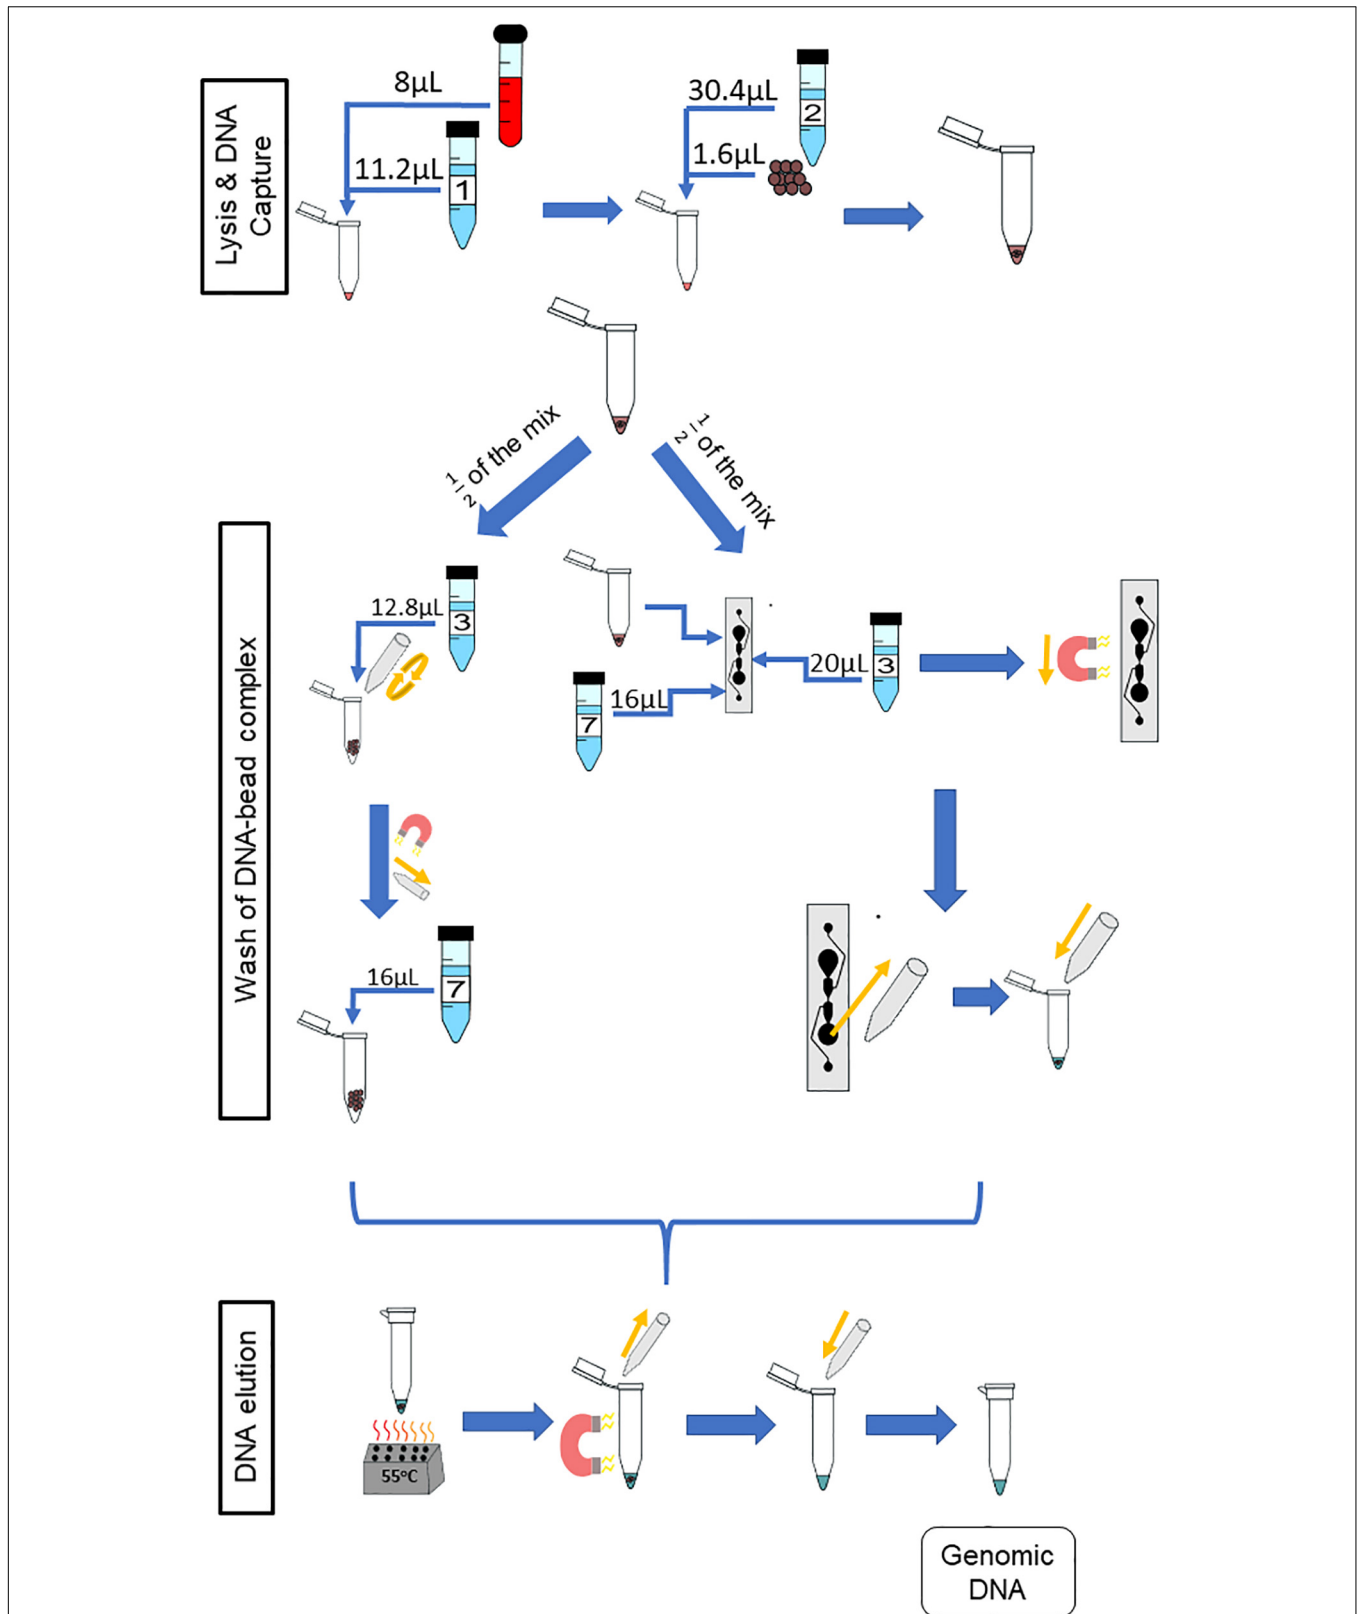 Lysis & DNA
Capture
8µL
11.2µL
1
30.4µL
2
1.6µL
1/2 of the mix
1/2 of the mix
Wash of DNA-bead complex
12.8µL
3
16µL
7
20µL
3
16µL
7
DNA elution
55°C
Genomic
DNA